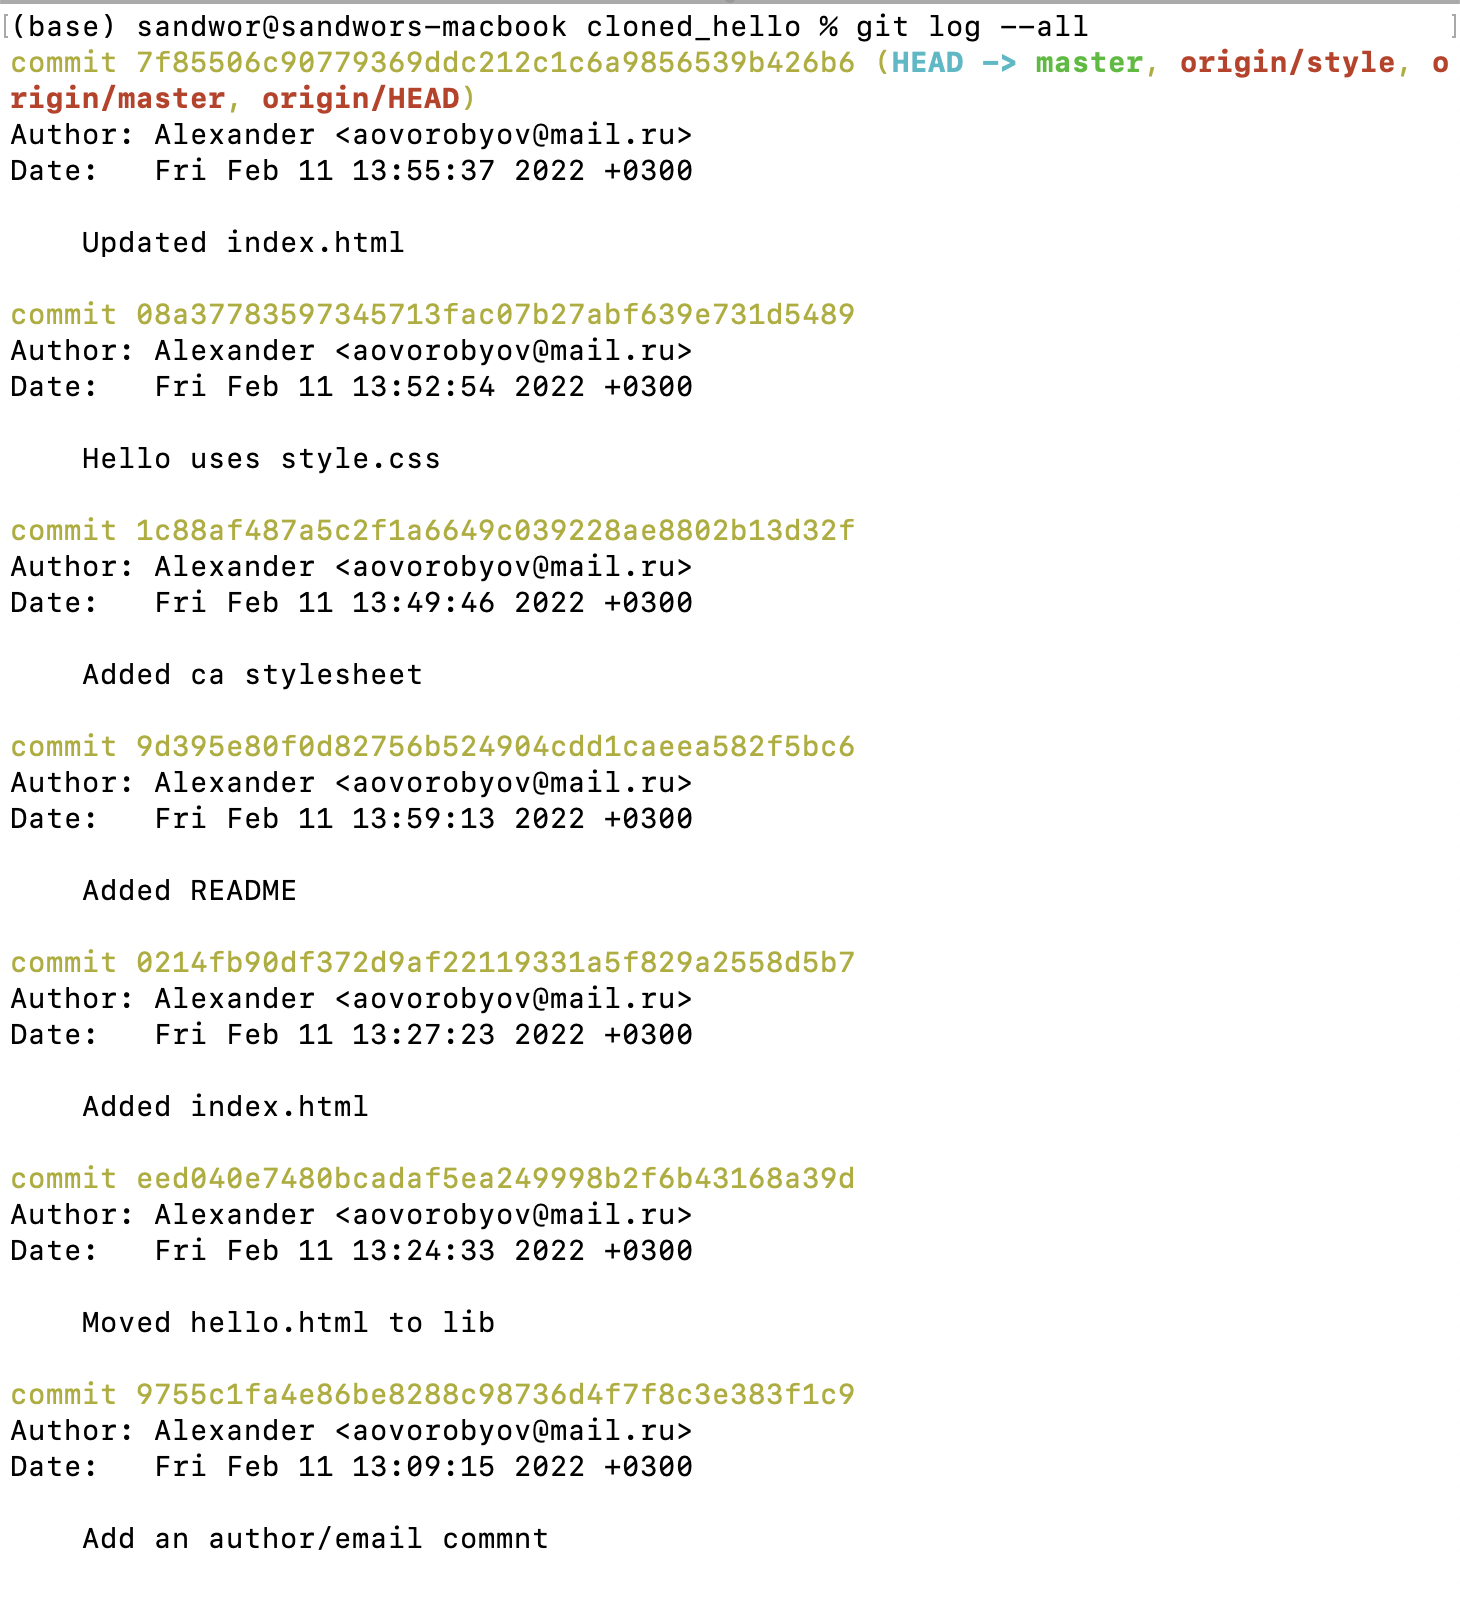 (base) sandwor@sandwors-macbook cloned_hello % git log --all
commit 7f85506c90779369ddc212c1c6a9856539b426b6 (HEAD -> master, origin/style, o
rigin/master, origin/HEAD)
Author: Alexander <aovorobyov@mail.ru>
Date:   Fri Feb 11 13:55:37 2022 +0300

    Updated index.html

commit 08a37783597345713fac07b27abf639e731d5489
Author: Alexander <aovorobyov@mail.ru>
Date:   Fri Feb 11 13:52:54 2022 +0300

    Hello uses style.css

commit 1c88af487a5c2f1a6649c039228ae8802b13d32f
Author: Alexander <aovorobyov@mail.ru>
Date:   Fri Feb 11 13:49:46 2022 +0300

    Added ca stylesheet

commit 9d395e80f0d82756b524904cdd1caeea582f5bc6
Author: Alexander <aovorobyov@mail.ru>
Date:   Fri Feb 11 13:59:13 2022 +0300

    Added README

commit 0214fb90df372d9af22119331a5f829a2558d5b7
Author: Alexander <aovorobyov@mail.ru>
Date:   Fri Feb 11 13:27:23 2022 +0300

    Added index.html

commit eed040e7480bcadaf5ea249998b2f6b43168a39d
Author: Alexander <aovorobyov@mail.ru>
Date:   Fri Feb 11 13:24:33 2022 +0300

    Moved hello.html to lib

commit 9755c1fa4e86be8288c98736d4f7f8c3e383f1c9
Author: Alexander <aovorobyov@mail.ru>
Date:   Fri Feb 11 13:09:15 2022 +0300

    Add an author/email commnt